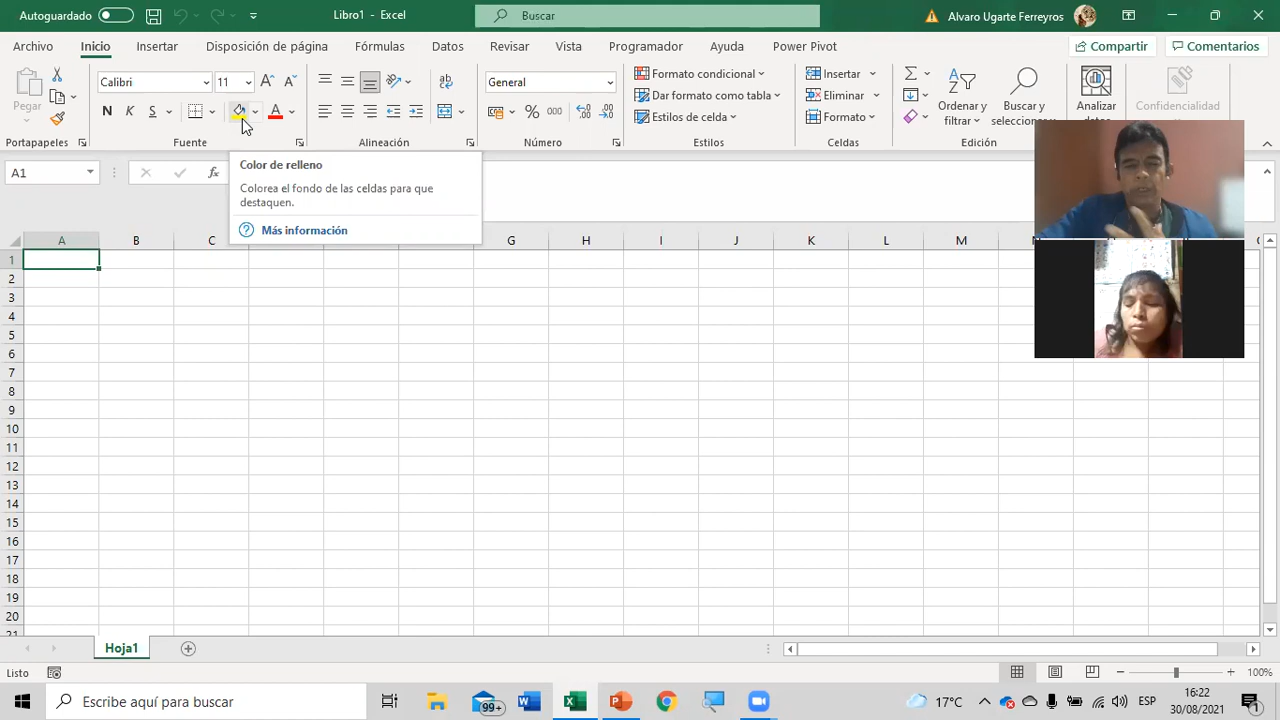 Autoguardado
Libro1 - Excel
Buscar
Alvaro Ugarte Ferreyros
Archivo Inicio Insertar Disposición de página Fórmulas Datos Revisar Vista Programador Ayuda Power Pivot
Compartir Comentarios
Pegar
Portapapeles
Calibri 11
N K S
Fuente
Alineación
General
% 000
Número
Formato condicional
Dar formato como tabla
Estilos de celda
Estilos
Insertar
Eliminar
Formato
Celdas
Ordenar y
filtrar
Buscar y
seleccionar
Edición
Analizar
datos
Confidencialidad
A1
fx
Color de relleno
Colorea el fondo de las celdas para que
destaquen.
Más información
A B C G H I J K L M
1
2
3
4
5
6
7
8
9
10
11
12
13
14
15
16
17
18
19
20
21
Hoja1
Listo
100%
Escribe aquí para buscar
99+
17°C
ESP
16:22
30/08/2021
1